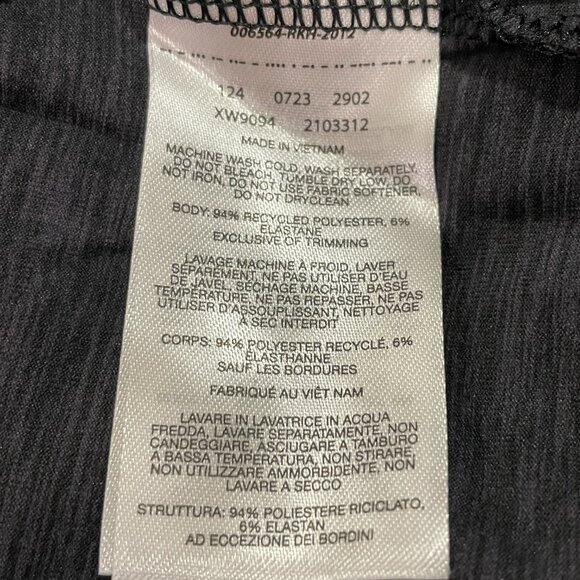 006564-RKH-2012
124 0723 2902
XW9094 2103312
MADE IN VIETNAM
MACHINE WASH COLD, WASH SEPARATELY,
DO NOT BLEACH, TUMBLE DRY LOW, DO
NOT IRON, DO NOT USE FABRIC SOFTENER,
DO NOT DRYCLEAN
BODY: 94% RECYCLED POLYESTER, 6%
ELASTANE
EXCLUSIVE OF TRIMMING
LAVAGE MACHINE À FROID, LAVER
SÉPARÉMENT, NE PAS UTILISER D'EAU
DE JAVEL, SÉCHAGE MACHINE, BASSE
TEMPÉRATURE, NE PAS REPASSER, NE PAS
UTILISER D'ASSOUPLISSANT, NETTOYAGE
À SEC INTERDIT
CORPS: 94% POLYESTER RECYCLÉ, 6%
ÉLASTHANNE
SAUF LES BORDURES
FABRIQUÉ AU VIÊT NAM
LAVARE IN LAVATRICE IN ACQUA
FREDDA, LAVARE SEPARATAMENTE, NON
CANDEGGIARE, ASCIUGARE A TAMBURO
A BASSA TEMPERATURA, NON STIRARE,
NON UTILIZZARE AMMORBIDENTE, NON
LAVARE A SECCO
STRUTTURA: 94% POLIESTERE RICICLATO,
6% ELASTAN
AD ECCEZIONE DEI BORDINI